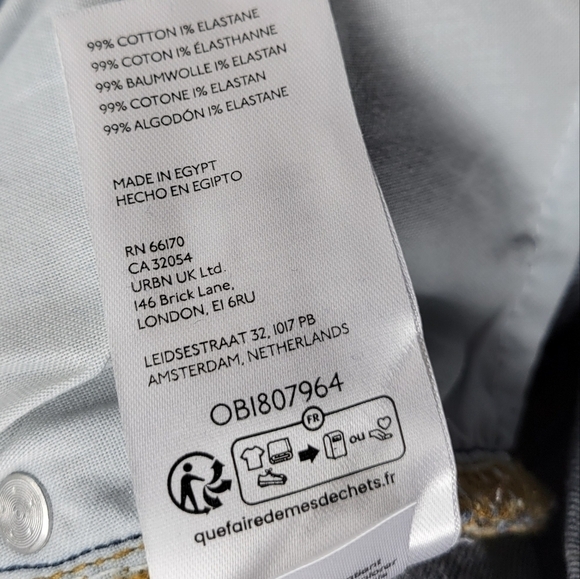 99% COTTON 1% ELASTANE
99% COTON 1% ÉLASTHANNE
99% BAUMWOLLE 1% ELASTAN
99% COTONE 1% ELASTAN
99% ALGODÓN 1% ELASTANE
MADE IN EGYPT
HECHO EN EGIPTO
RN 66170
CA 32054
URBN UK Ltd.
146 Brick Lane,
LONDON, E1 6RU
LEIDSESTRAAT 32, 1017 PB
AMSTERDAM, NETHERLANDS
OB1807964
FR
ou
quefairedemesdechets.fr